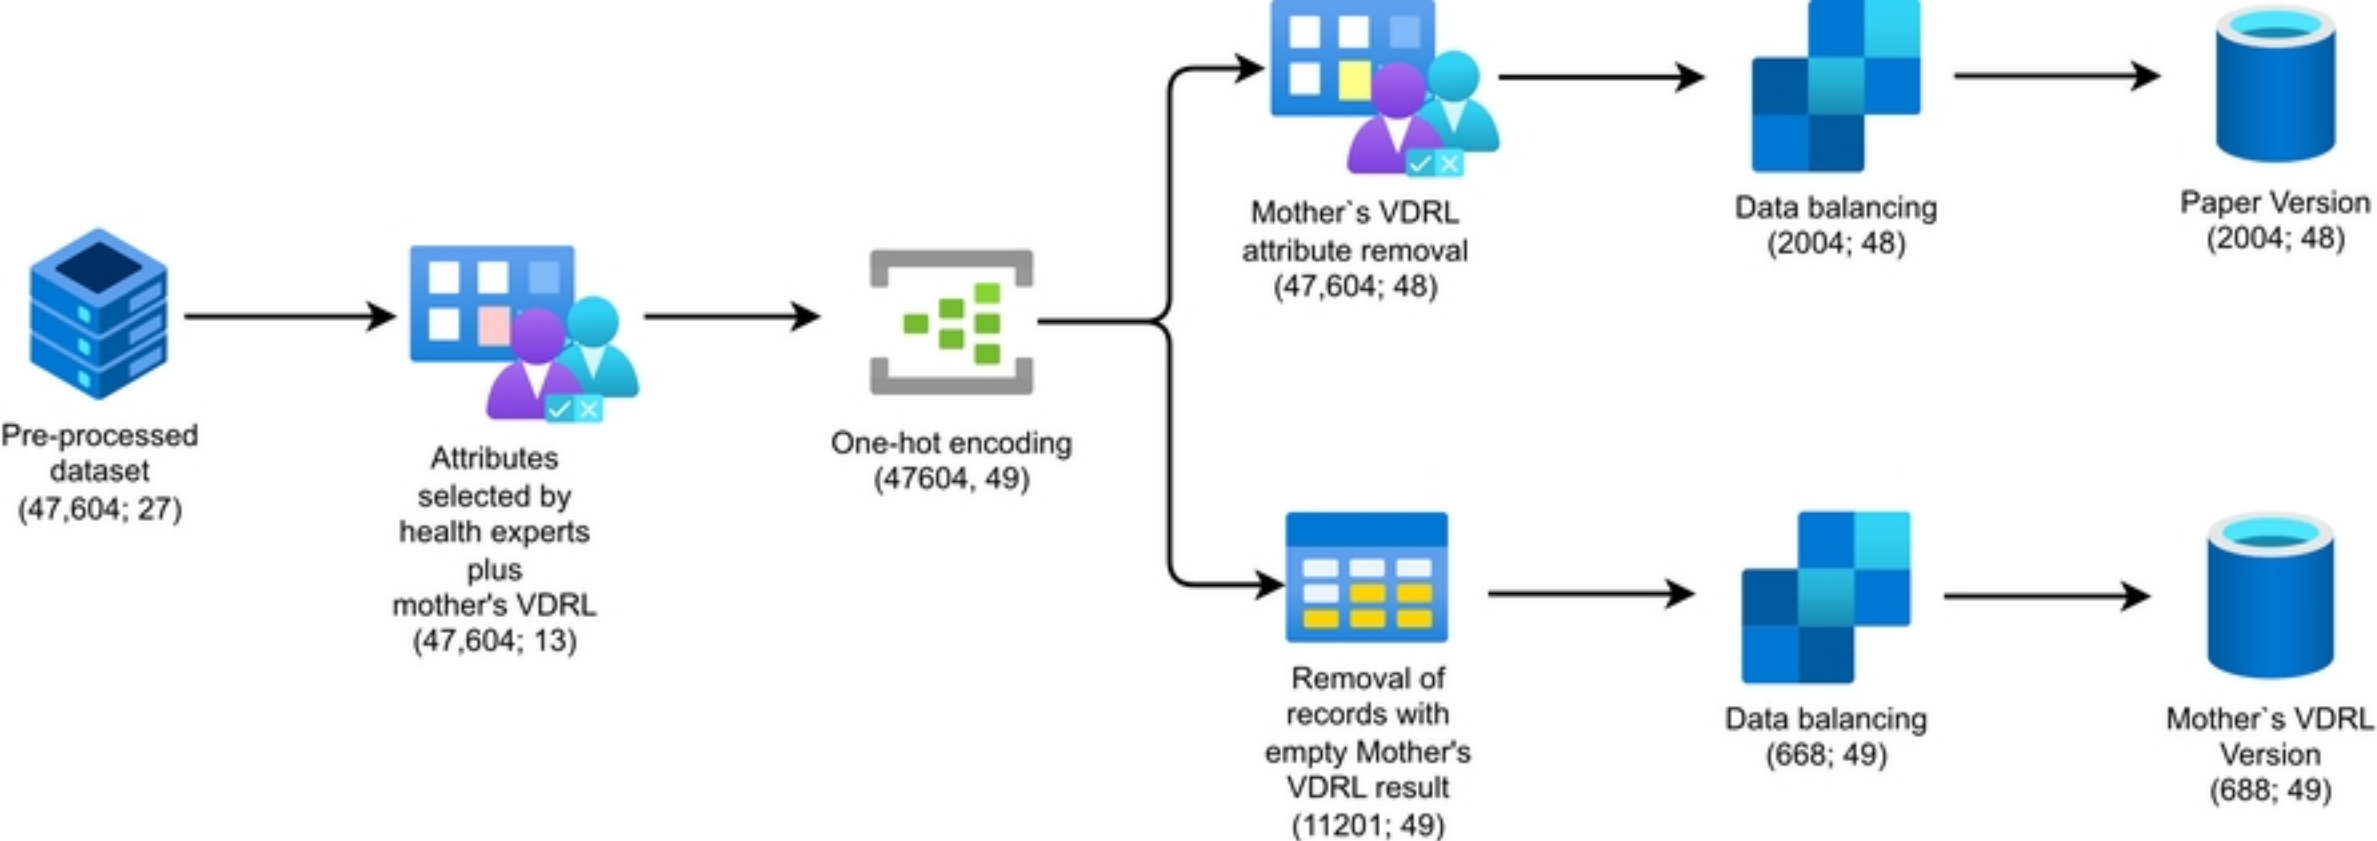 Pre-processed
dataset
(47,604; 27)
Attributes
selected by
health experts
plus
mother's VDRL
(47,604; 13)
One-hot encoding
(47604, 49)
Mother`s VDRL
attribute removal
(47,604; 48)
Data balancing
(2004; 48)
Paper Version
(2004; 48)
Removal of
records with
empty Mother's
VDRL result
(11201; 49)
Data balancing
(668; 49)
Mother`s VDRL
Version
(688; 49)